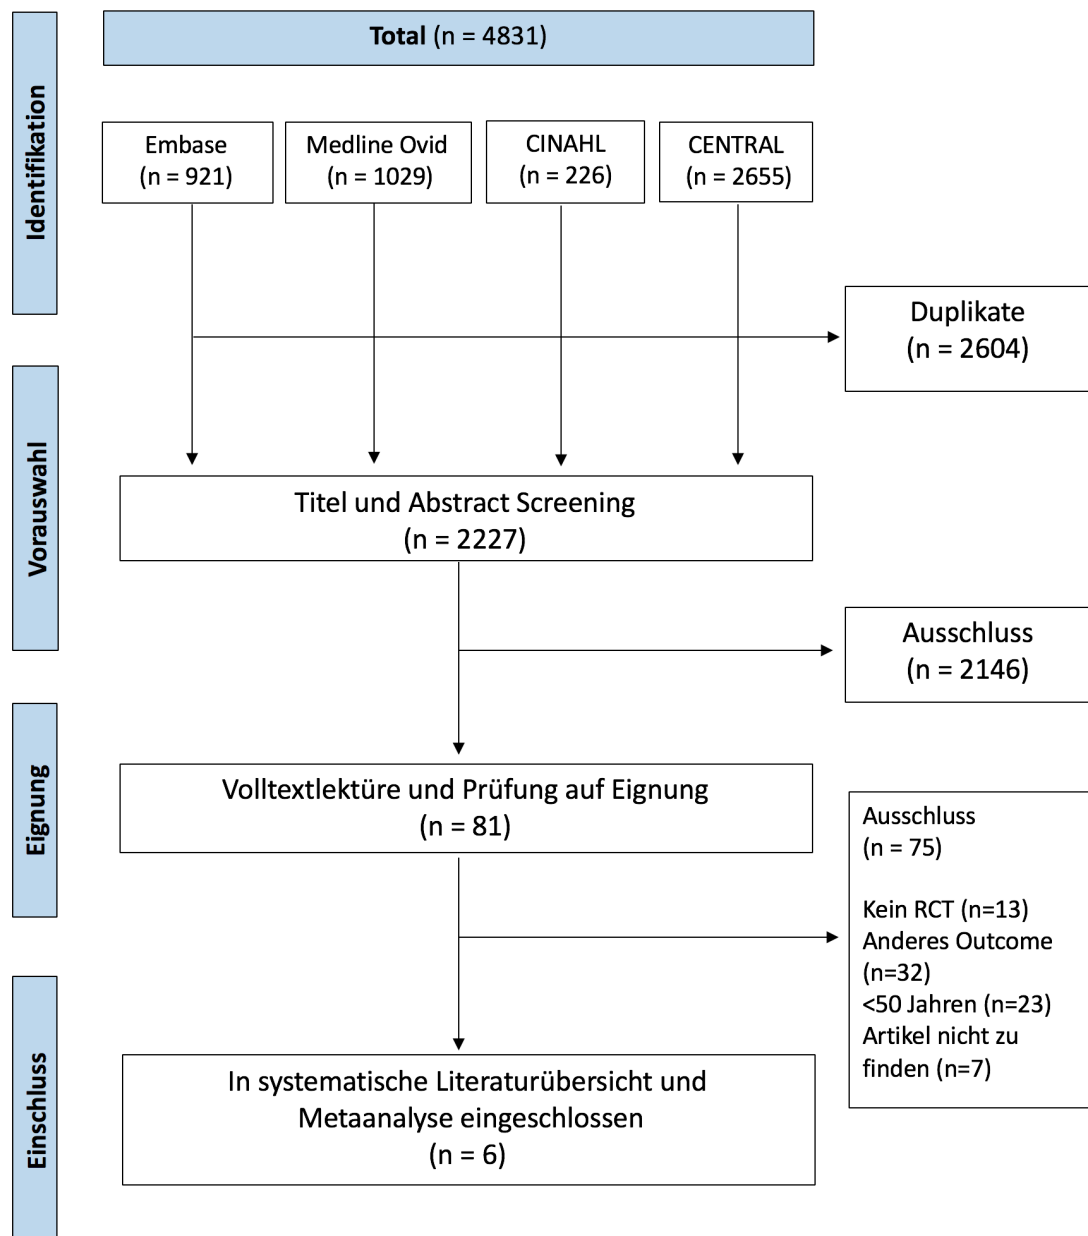 Identifikation
Total (n = 4831)
Embase
(n = 921)
Medline Ovid
(n = 1029)
CINAHL
(n = 226)
CENTRAL
(n = 2655)
Duplikate
(n = 2604)
Vorauswahl
Titel und Abstract Screening
(n = 2227)
Ausschluss
(n = 2146)
Eignung
Volltextlektüre und Prüfung auf Eignung
(n = 81)
Ausschluss
(n = 75)
Kein RCT (n=13)
Anderes Outcome
(n=32)
<50 Jahren (n=23)
Artikel nicht zu
finden (n=7)
Einschluss
In systematische Literaturübersicht und
Metaanalyse eingeschlossen
(n = 6)